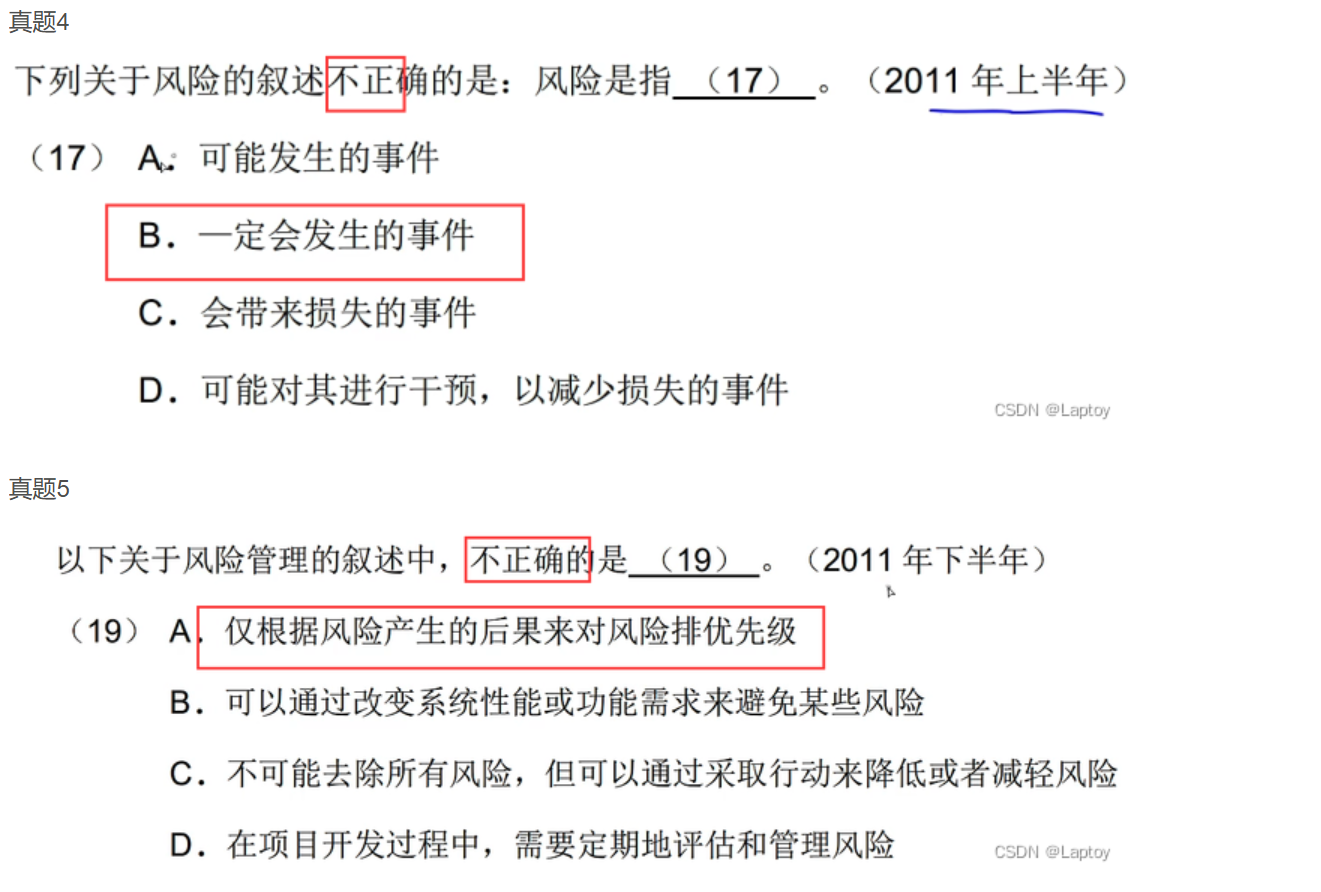 真题4
下列关于风险的叙述不正确的是：风险是指（17）。（2011 年上半年）
（17） A．可能发生的事件
B．一定会发生的事件
C．会带来损失的事件
D．可能对其进行干预，以减少损失的事件
CSDN @Laptoy
真题5
以下关于风险管理的叙述中，不正确的是（19）。（2011 年下半年）
（19） A．仅根据风险产生的后果来对风险排优先级
B．可以通过改变系统性能或功能需求来避免某些风险
C．不可能去除所有风险，但可以通过采取行动来降低或者减轻风险
D．在项目开发过程中，需要定期地评估和管理风险
CSDN @Laptoy